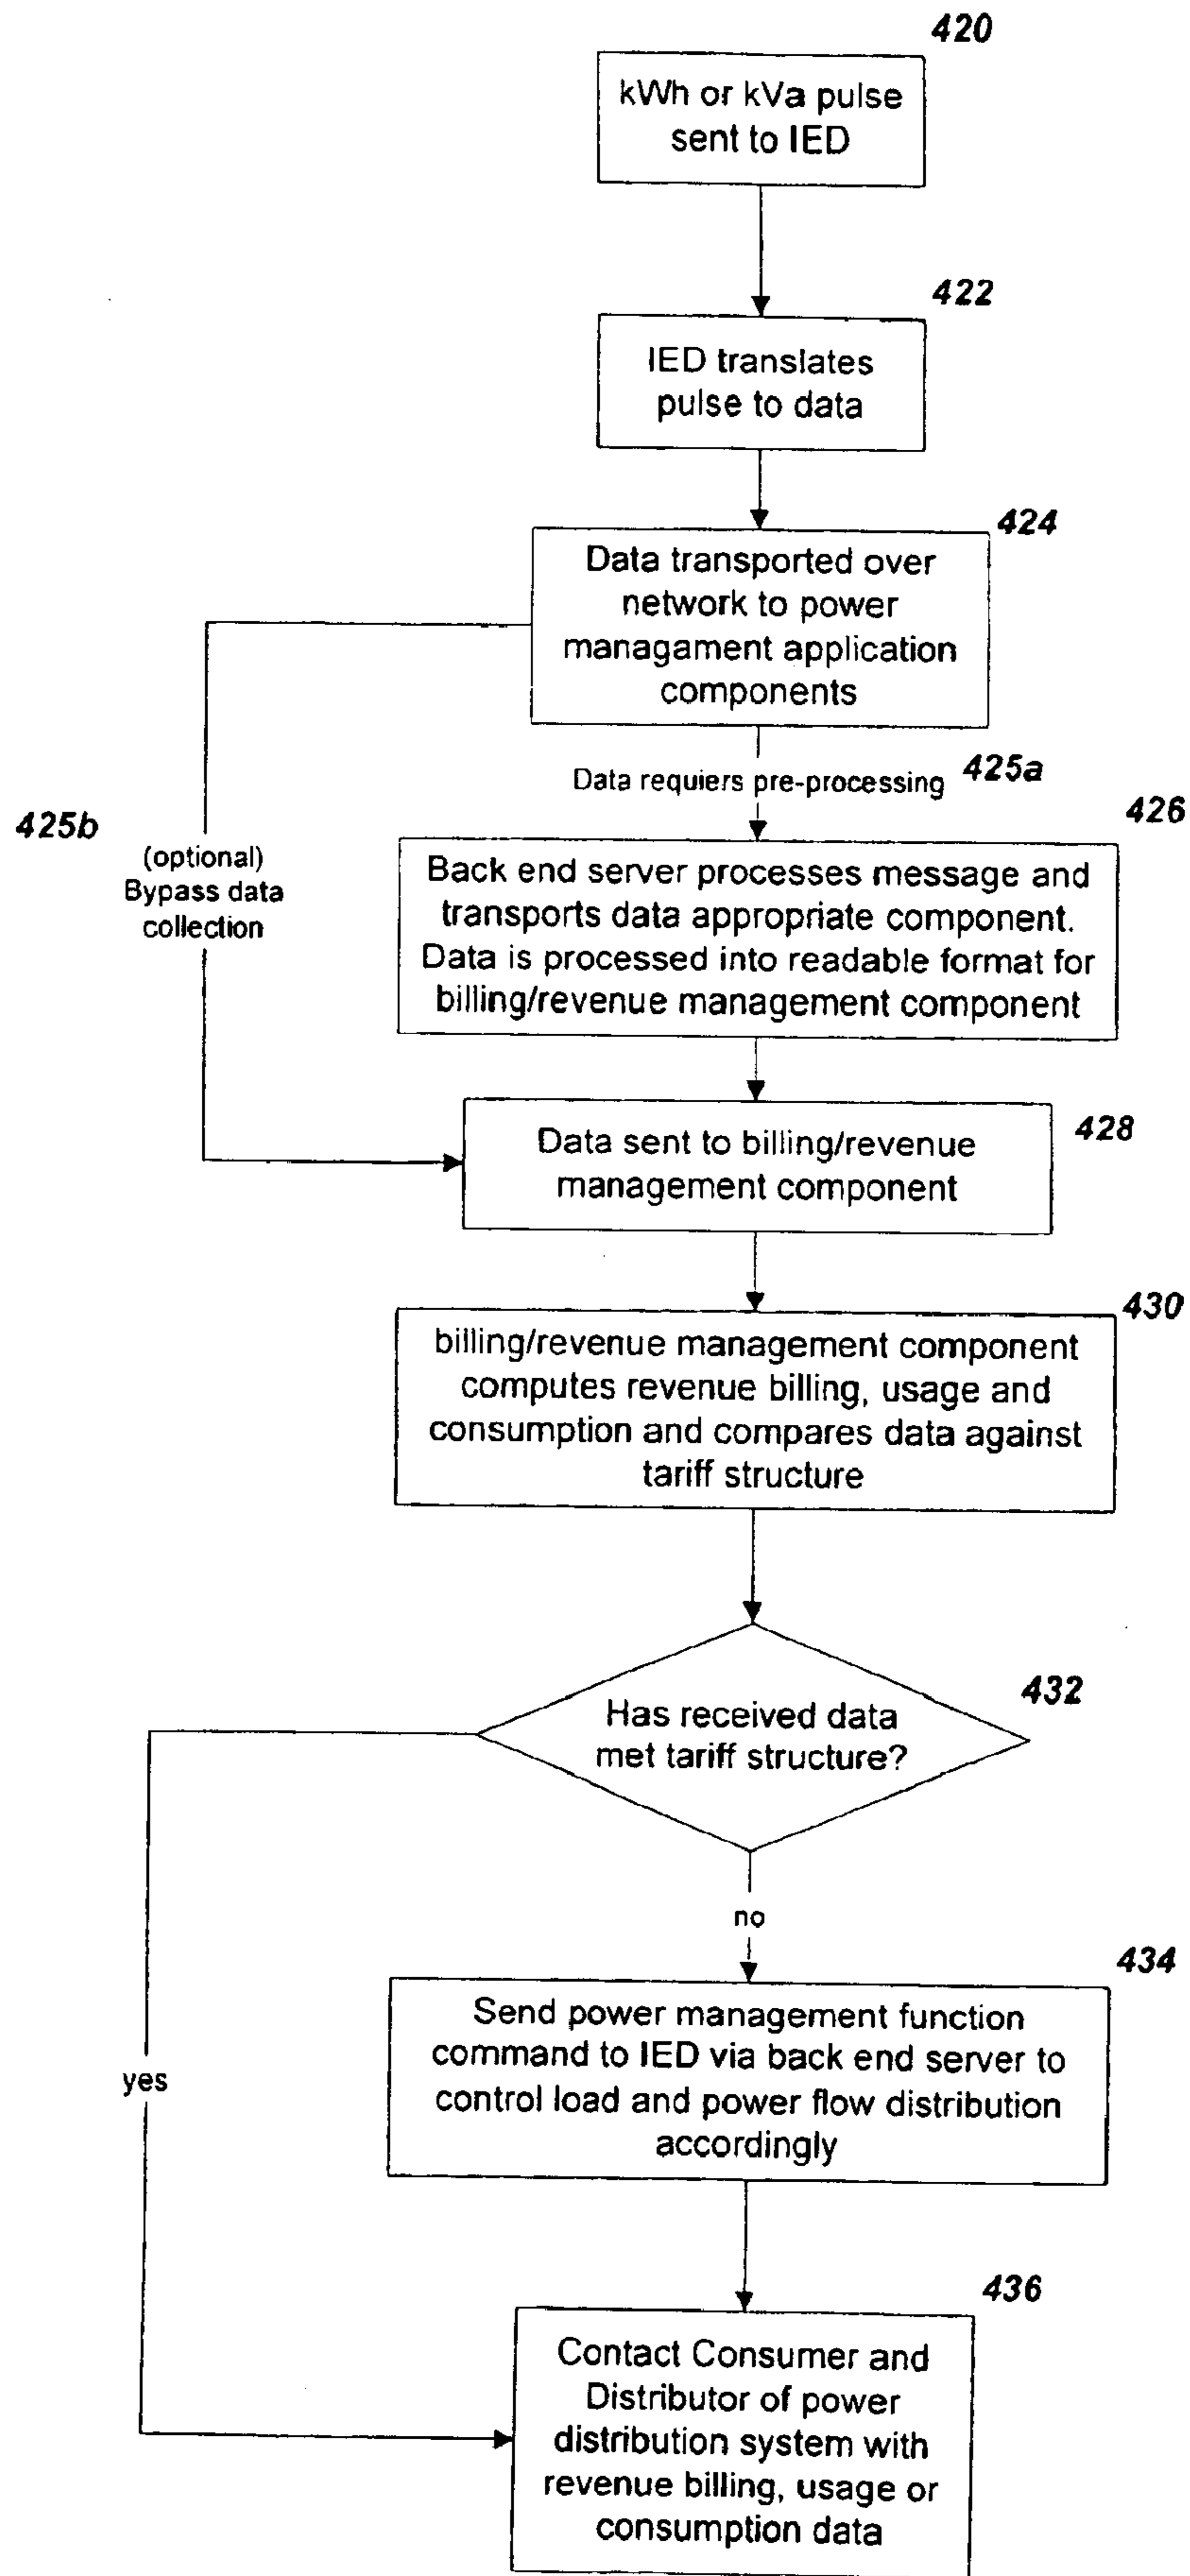 420
kWh or kVa pulse
sent to IED
422
IED translates
pulse to data
424
Data transported over
network to power
managament application
components
Data requiers pre-processing
425a
425b
(optional)
Bypass data
collection
426
Back end server processes message and
transports data appropriate component.
Data is processed into readable format for
billing/revenue management component
428
Data sent to billing/revenue
management component
430
billing/revenue management component
computes revenue billing, usage and
consumption and compares data against
tariff structure
432
Has received data
met tariff structure?
no
yes
434
Send power management function
command to IED via back end server to
control load and power flow distribution
accordingly
436
Contact Consumer and
Distributor of power
distribution system with
revenue billing, usage or
consumption data